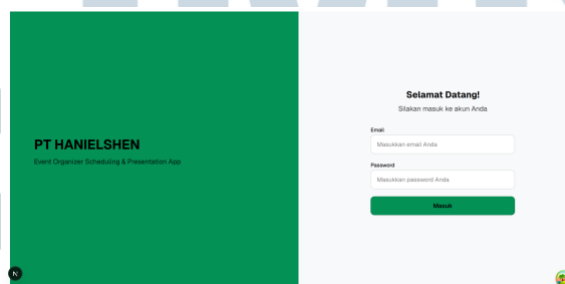 PT HANIELSHEN
Event Organizer Scheduling & Presentation App
Selamat Datang!
Silakan masuk ke akun Anda
Email
Masukkan email Anda
Password
Masukkan password Anda
Masuk
N